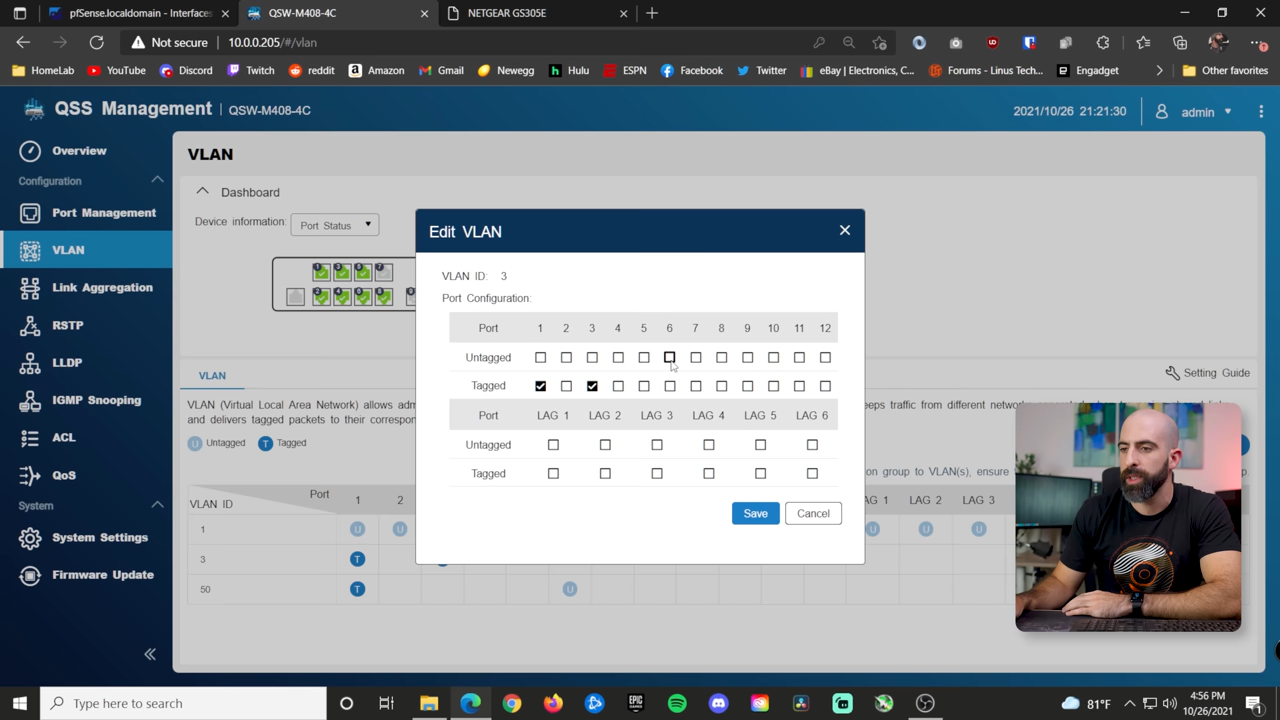 pfSense.localdomain - Interfaces
QSW-M408-4C
NETGEAR GS305E
Not secure
10.0.0.205/#/vlan
HomeLab
YouTube
Discord
Twitch
reddit
Amazon
Gmail
Newegg
Hulu
ESPN
Facebook
Twitter
eBay | Electronics, C...
Forums - Linus Tech...
Engadget
Other favorites
QSS Management
QSW-M408-4C
2021/10/26 21:21:30
admin
Overview
Configuration
Port Management
VLAN
Link Aggregation
RSTP
LLDP
IGMP Snooping
ACL
QoS
System
System Settings
Firmware Update
VLAN
Dashboard
Device information:
Port Status
Edit VLAN
VLAN ID: 3
Port Configuration:
Port 1 2 3 4 5 6 7 8 9 10 11 12
Untagged
Tagged
Port LAG 1 LAG 2 LAG 3 LAG 4 LAG 5 LAG 6
Untagged
Tagged
Save Cancel
VLAN
Setting Guide
VLAN (Virtual Local Area Network) allows adm
eeps traffic from different network
and delivers tagged packets to their correspon
U Untagged T Tagged
on group to VLAN(s), ensure
Port 1 2
AG 1 LAG 2 LAG 3
VLAN ID
1 U U U U U
3 T
50 T U
Type here to search
EPIC GAMES
81°F
4:56 PM
10/26/2021